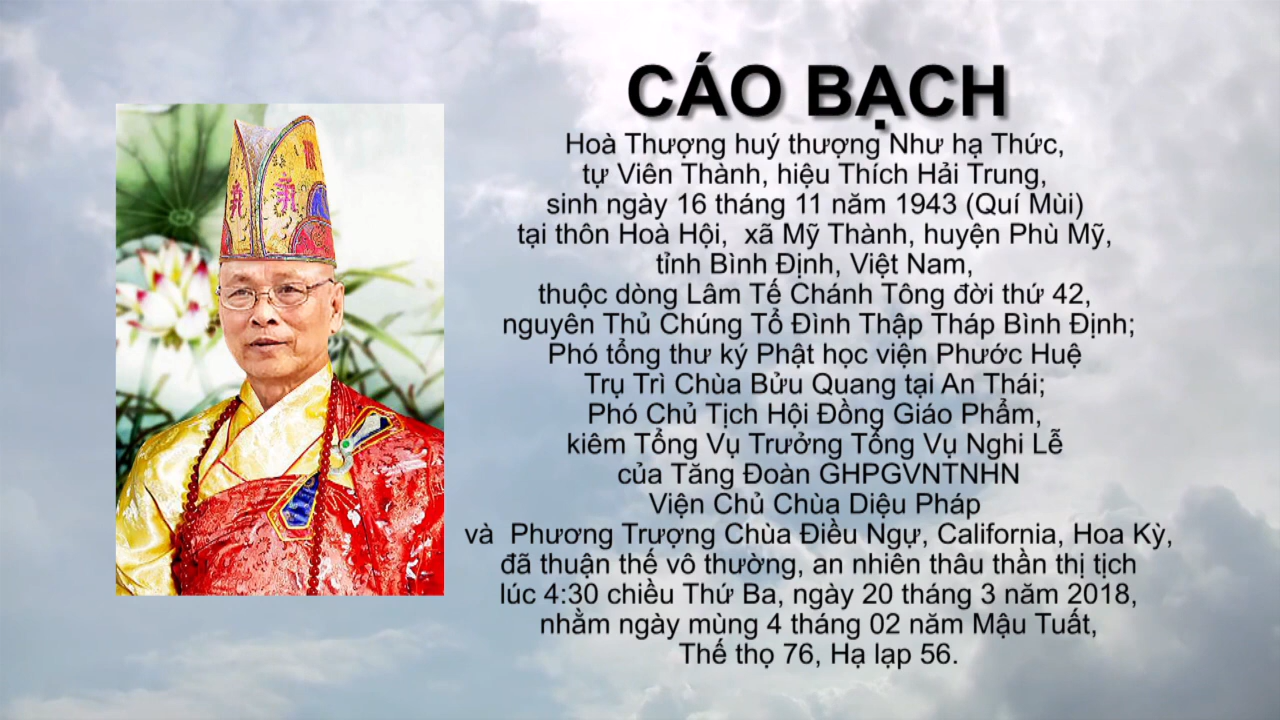 CÁO BẠCH
Hoà Thượng huý thượng Như hạ Thức,
tự Viên Thành, hiệu Thích Hải Trung,
sinh ngày 16 tháng 11 năm 1943 (Quí Mùi)
tại thôn Hoà Hội, xã Mỹ Thành, huyện Phù Mỹ,
tỉnh Bình Định, Việt Nam,
thuộc dòng Lâm Tế Chánh Tông đời thứ 42,
nguyên Thủ Chúng Tổ Đình Thập Tháp Bình Định;
Phó tổng thư ký Phật học viện Phước Huệ
Trụ Trì Chùa Bửu Quang tại An Thái;
Phó Chủ Tịch Hội Đồng Giáo Phẩm,
kiêm Tổng Vụ Trưởng Tổng Vụ Nghi Lễ
của Tăng Đoàn GHPGVNTNHN
Viện Chủ Chùa Diệu Pháp
và Phương Trượng Chùa Điều Ngự, California, Hoa Kỳ,
đã thuận thế vô thường, an nhiên thâu thần thị tịch
lúc 4:30 chiều Thứ Ba, ngày 20 tháng 3 năm 2018,
nhằm ngày mùng 4 tháng 02 năm Mậu Tuất,
Thế thọ 76, Hạ lạp 56.